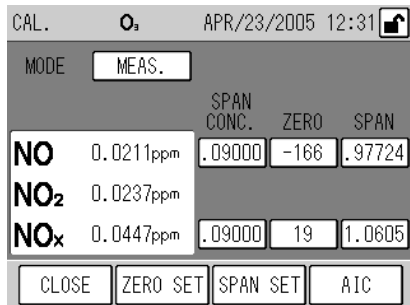 CAL. O₃ APR/23/2005 12:31
MODE MEAS.
SPAN CONC. ZERO SPAN
NO 0.0211ppm .09000 -166 .97724
NO₂ 0.0237ppm
NOx 0.0447ppm .09000 19 1.0605
CLOSE ZERO SET SPAN SET AIC